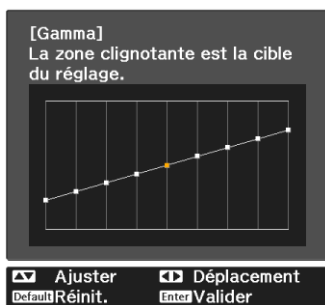 [Gamma]
La zone clignotante est la cible
du réglage.
Ajuster Déplacement
Default Réinit. Enter Valider